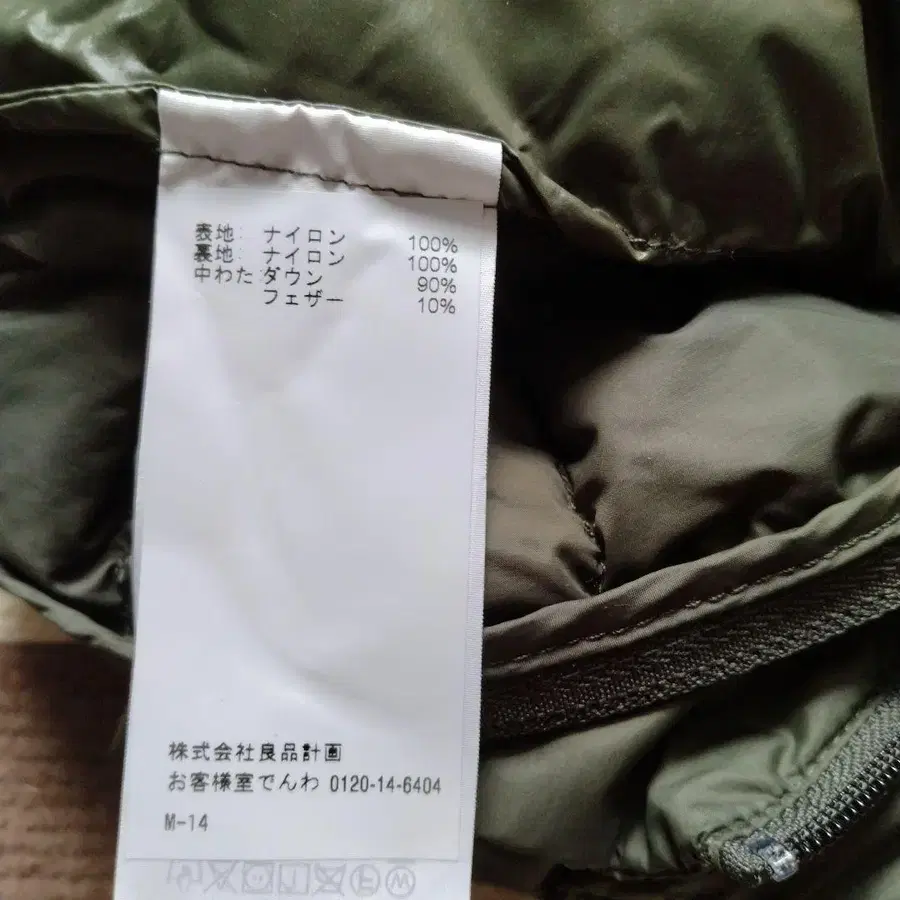 表地: ナイロン 100%
裏地: ナイロン 100%
中わた ダウン 90%
フェザー 10%
株式会社良品計画
お客様室でんわ 0120-14-6404
M-14